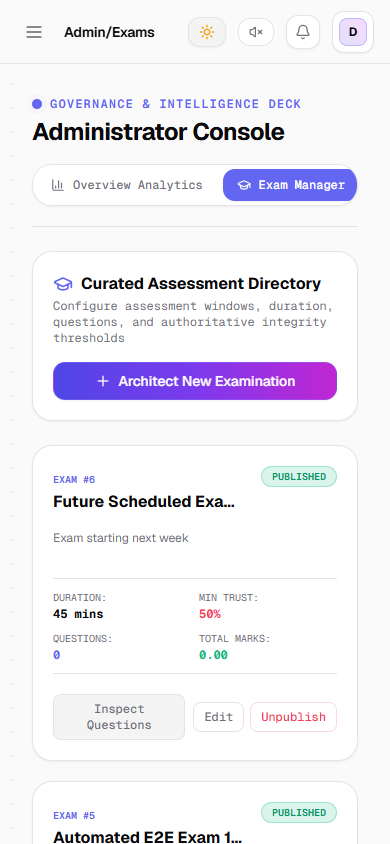 Admin/Exams
D
GOVERNANCE & INTELLIGENCE DECK
Administrator Console
Overview Analytics
Exam Manager
Curated Assessment Directory
Configure assessment windows, duration,
questions, and authoritative integrity
thresholds
Architect New Examination
EXAM #6
PUBLISHED
Future Scheduled Exa...
Exam starting next week
DURATION:
MIN TRUST:
45 mins
50%
QUESTIONS:
TOTAL MARKS:
0
0.00
Inspect
Questions
Edit
Unpublish
EXAM #5
PUBLISHED
Automated E2E Exam 1...